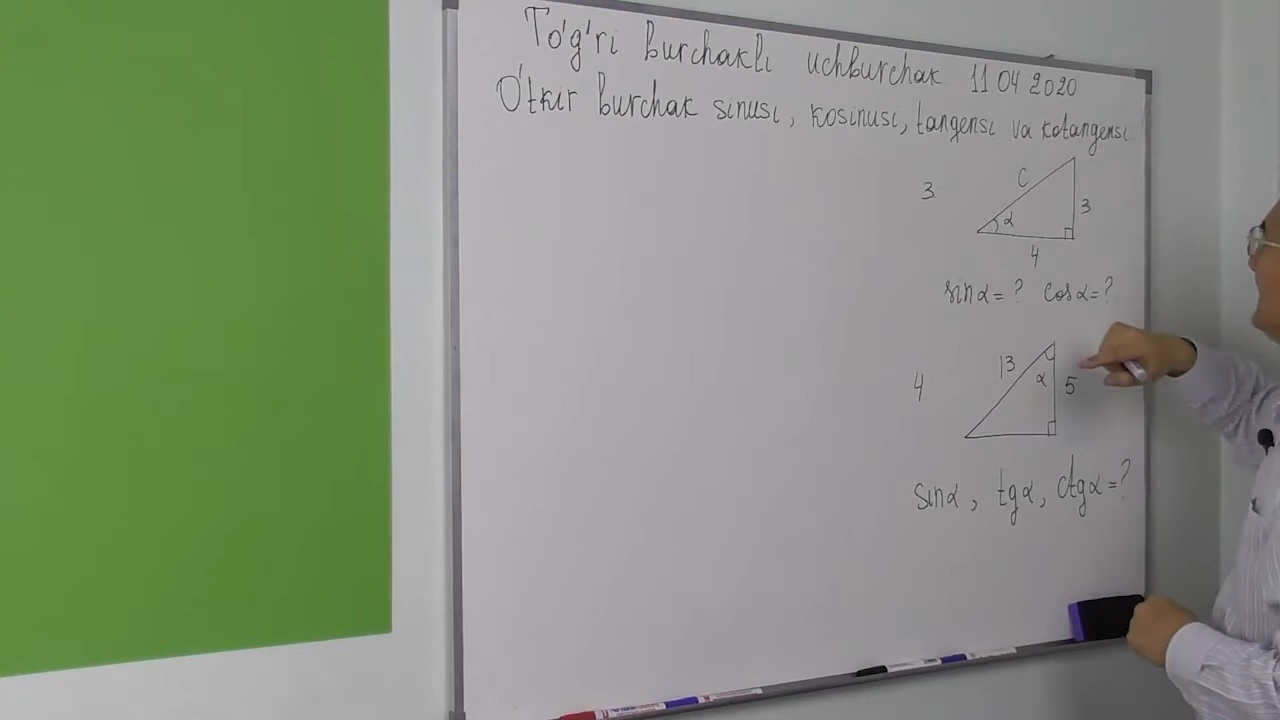 To'g'ri burchakli uchburchak 11 04 2020
O'tkir burchak sinusi, kosinusi, tangensi va kotangensi
3.
C
α
3
4
sinα = ? cosα = ?
4
13
α
5
sinα, tgα, ctgα = ?